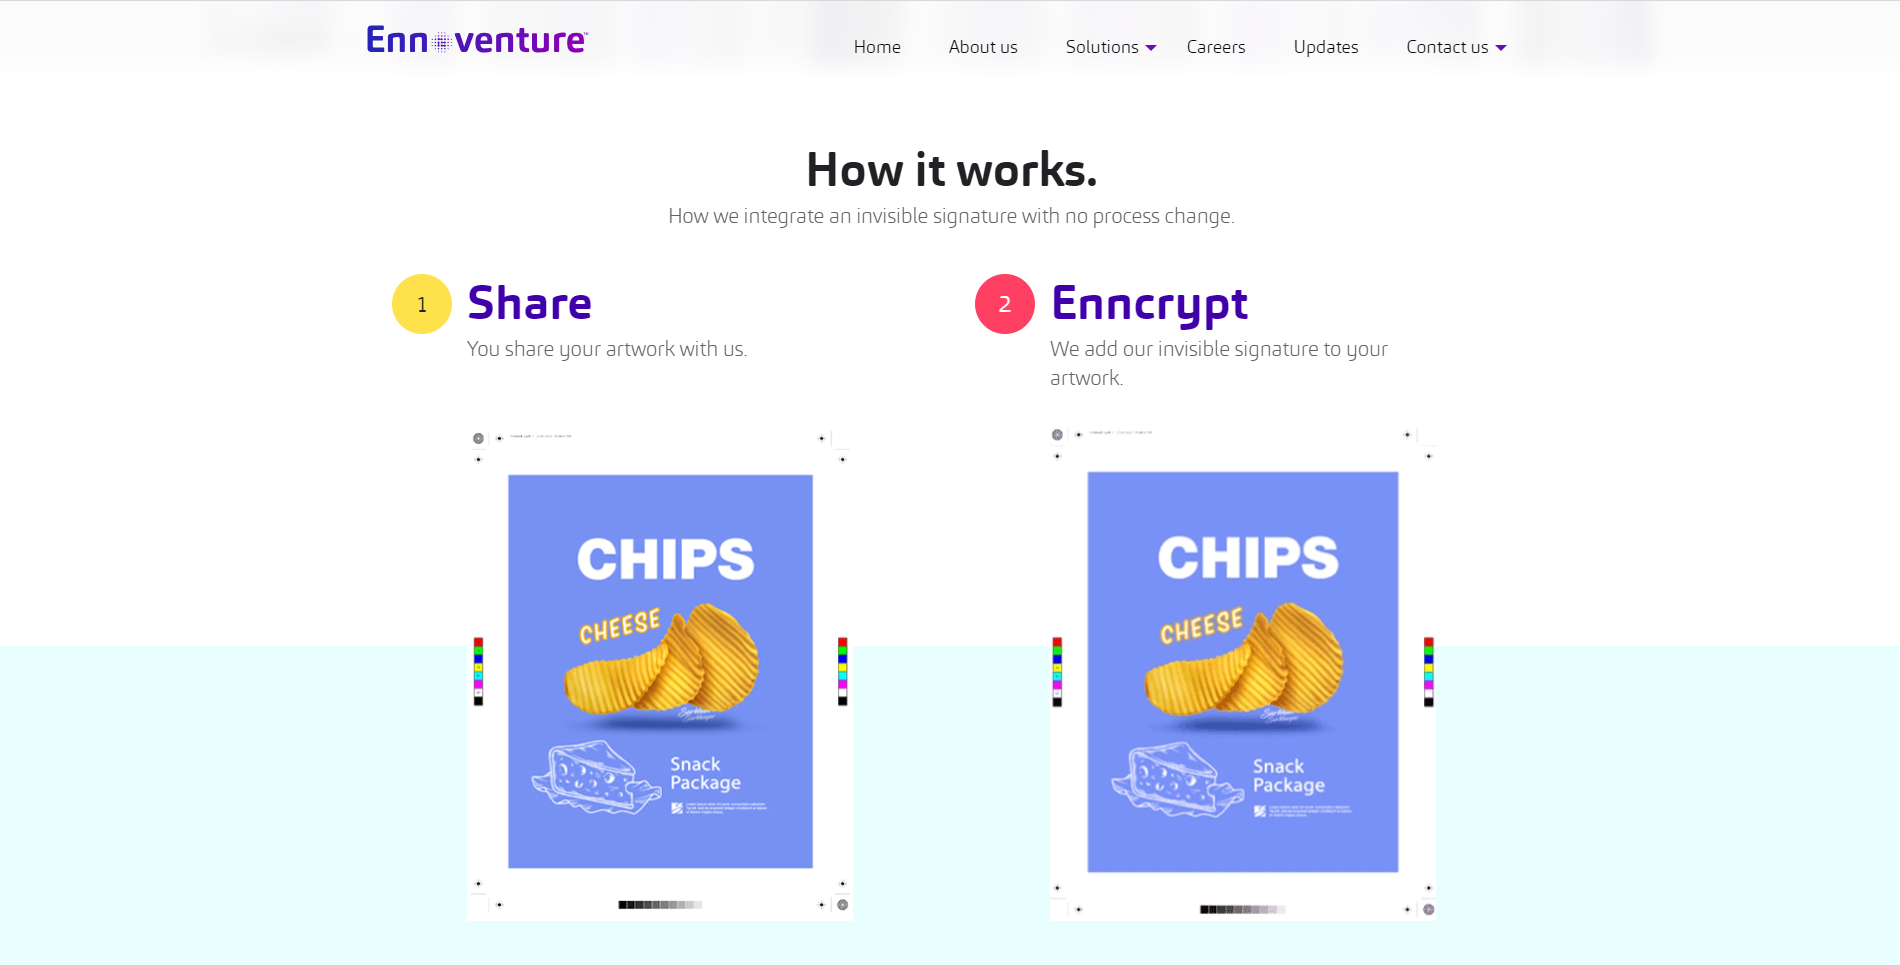 Ennoventure™
Home About us Solutions Careers Updates Contact us
How it works.
How we integrate an invisible signature with no process change.
1 Share
You share your artwork with us.
2 Enncrypt
We add our invisible signature to your
artwork.
CHIPS
CHEESE
Snack
Package
CHIPS
CHEESE
Snack
Package